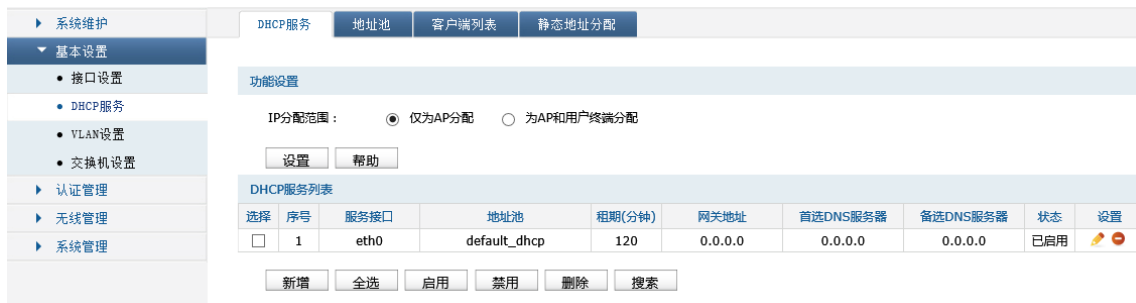 系统维护
基本设置
接口设置
DHCP服务
VLAN设置
交换机设置
认证管理
无线管理
系统管理
DHCP服务 地址池 客户端列表 静态地址分配
功能设置
IP分配范围： 仅为AP分配 为AP和用户终端分配
设置 帮助
DHCP服务列表
选择 序号 服务接口 地址池 租期(分钟) 网关地址 首选DNS服务器 备选DNS服务器 状态 设置
1 eth0 default_dhcp 120 0.0.0.0 0.0.0.0 0.0.0.0 已启用
新增 全选 启用 禁用 删除 搜索